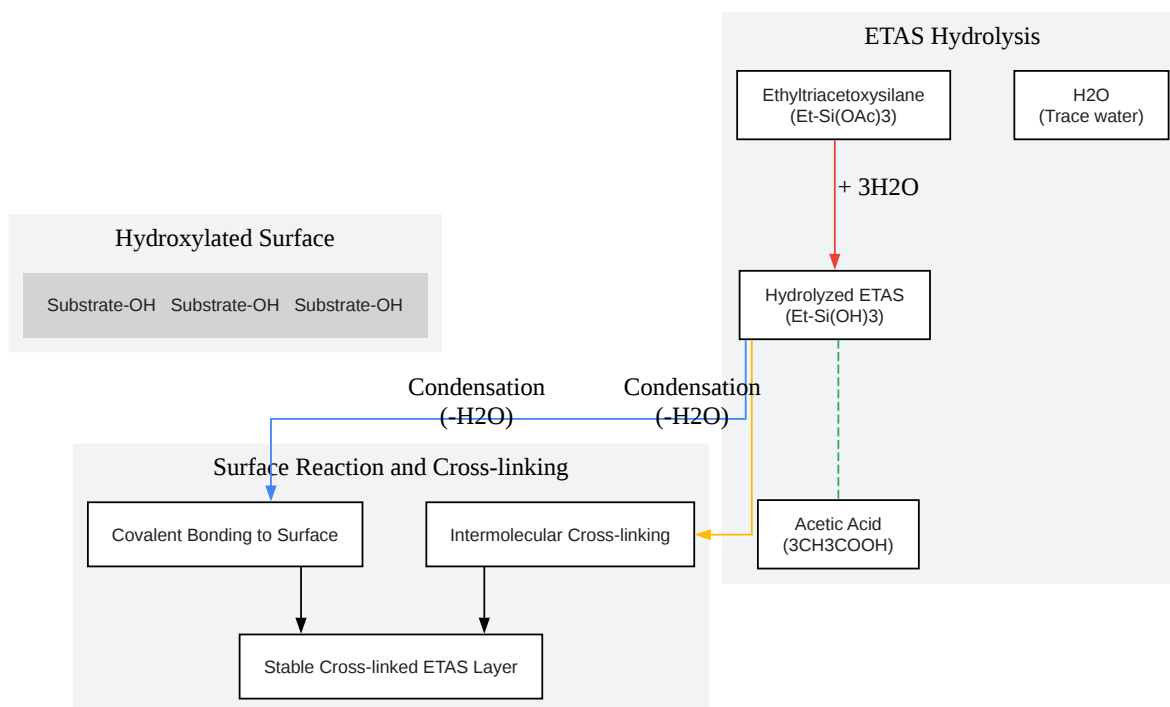 ETAS Hydrolysis
Ethyltriacetoxysilane
(Et-Si(OAc)3)
H2O
(Trace water)
+ 3H2O
Hydroxylated Surface
Substrate-OH Substrate-OH Substrate-OH
Hydrolyzed ETAS
(Et-Si(OH)3)
Condensation
(-H2O)
Condensation
(-H2O)
Surface Reaction and Cross-linking
Covalent Bonding to Surface
Intermolecular Cross-linking
Acetic Acid
(3CH3COOH)
Stable Cross-linked ETAS Layer